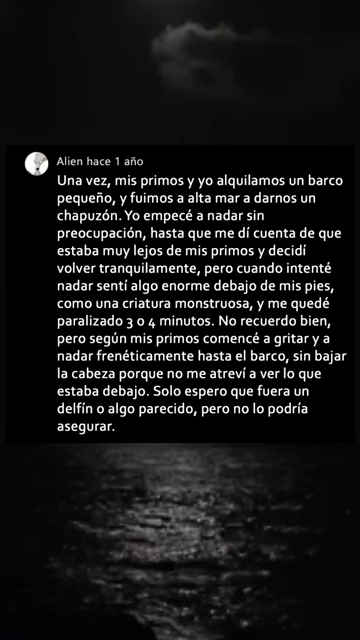 Alien hace 1 año
Una vez, mis primos y yo alquilamos un barco
pequeño, y fuimos a alta mar a darnos un
chapuzón. Yo empecé a nadar sin
preocupación, hasta que me dí cuenta de que
estaba muy lejos de mis primos y decidí
volver tranquilamente, pero cuando intenté
nadar sentí algo enorme debajo de mis pies,
como una criatura monstruosa, y me quedé
paralizado 3 o 4 minutos. No recuerdo bien,
pero según mis primos comencé a gritar y a
nadar frenéticamente hasta el barco, sin bajar
la cabeza porque no me atreví a ver lo que
estaba debajo. Solo espero que fuera un
delfín o algo parecido, pero no lo podría
asegurar.